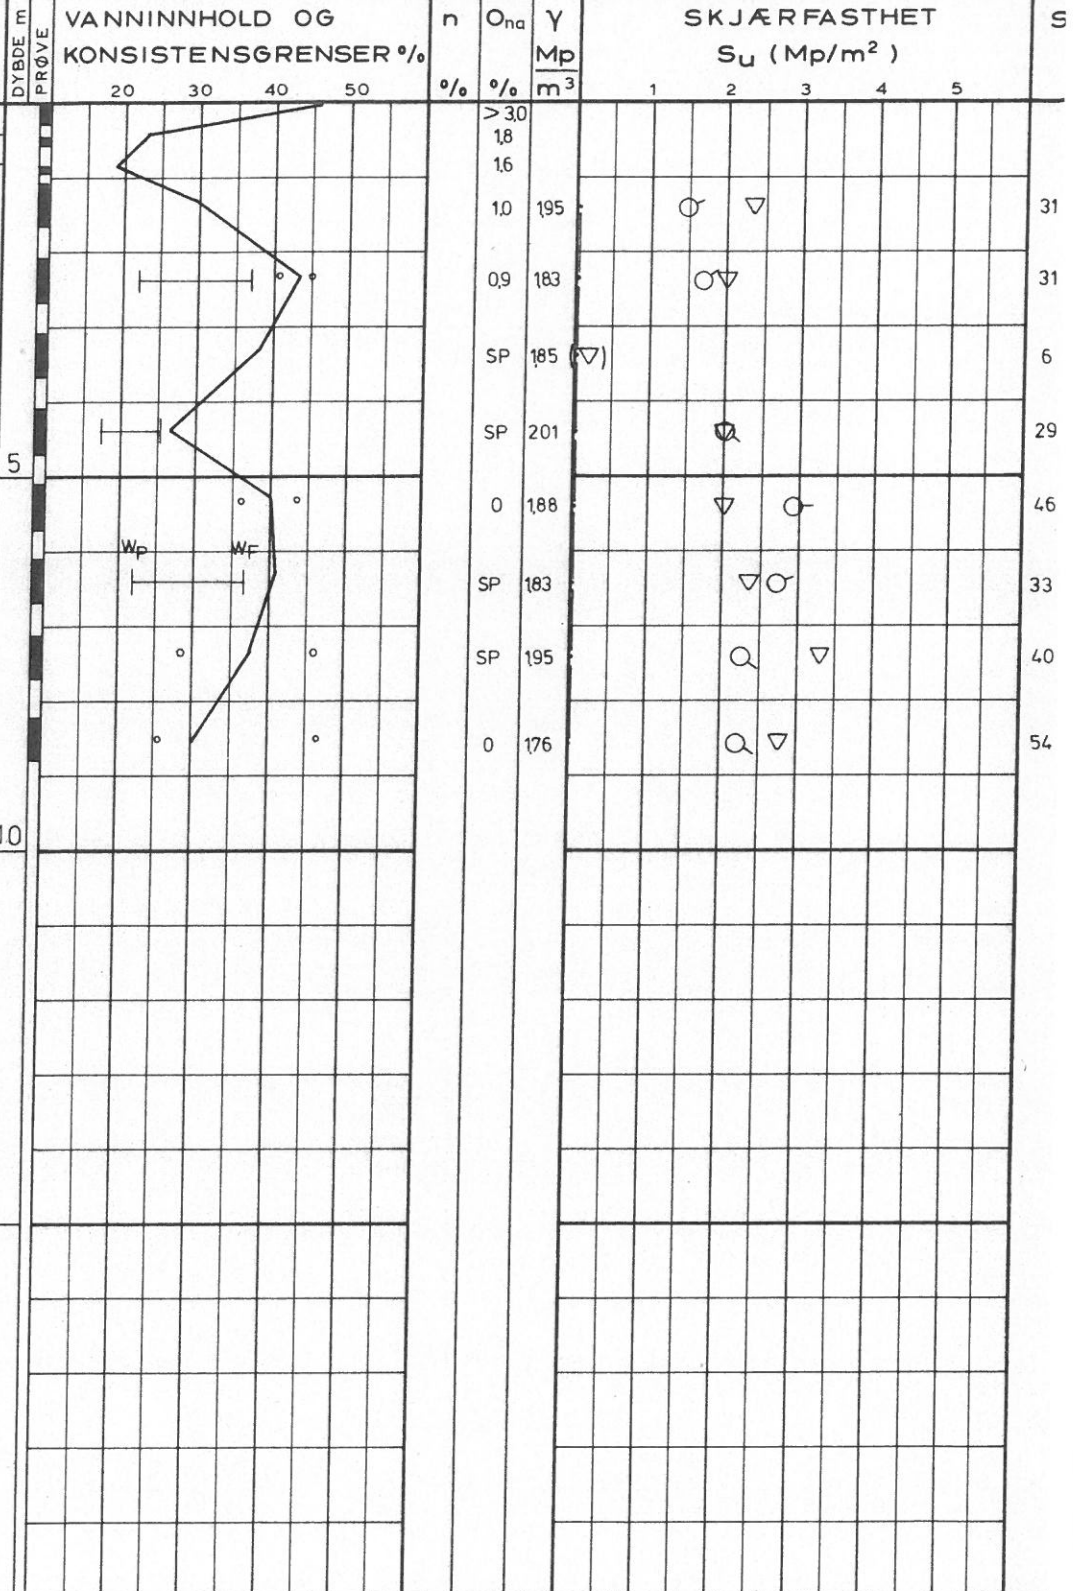 DYBDE m
PRØVE
VANNINNHOLD OG
KONSISTENSGRENSER %
20 30 40 50
n
%
Ona
%
γ
Mp
m³
SKJÆRFASTHET
Su (Mp/m²)
1 2 3 4 5
S
>3,0
1,8
1,6
1,0 1,95 31
0,9 1,83 31
SP 1,85 ( ) 6
SP 2,01 29
5
0 1,88 46
WP WF
SP 1,83 33
SP 1,95 40
0 1,76 54
10